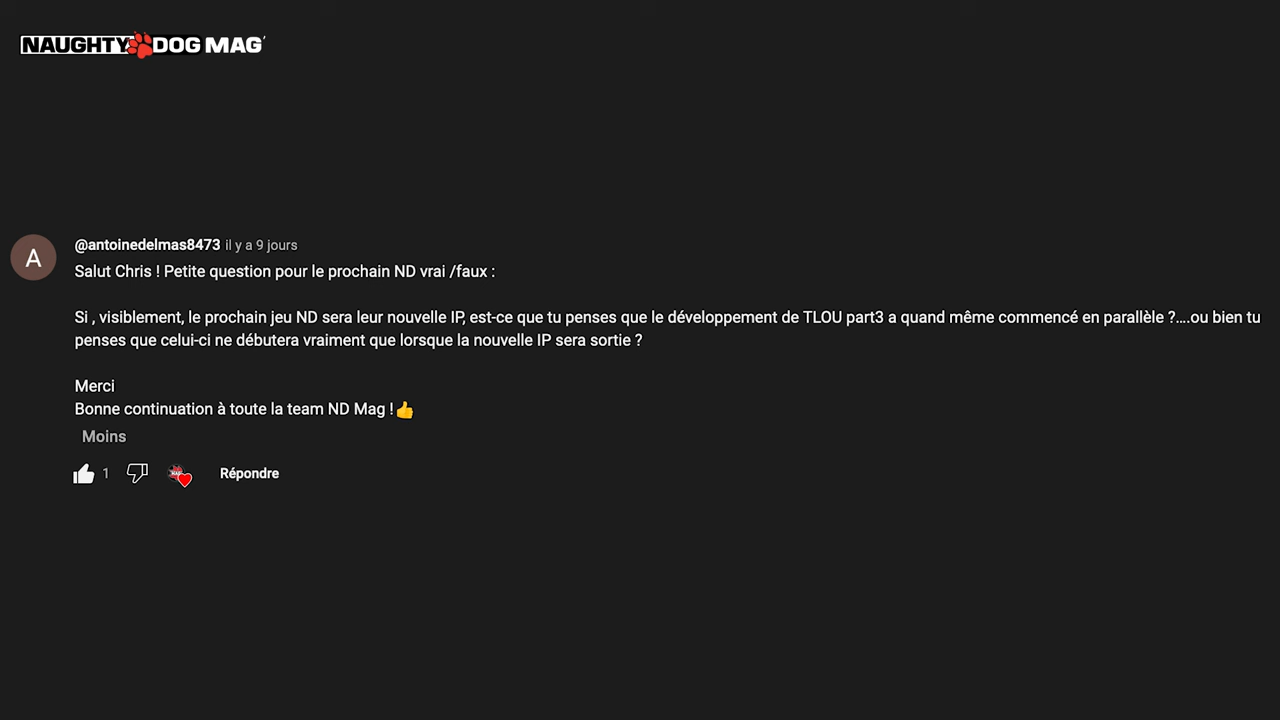 NAUGHTY DOG MAG'
@antoinedelmas8473 il y a 9 jours
Salut Chris ! Petite question pour le prochain ND vrai /faux :
Si , visiblement, le prochain jeu ND sera leur nouvelle IP, est-ce que tu penses que le développement de TLOU part3 a quand même commencé en parallèle ?....ou bien tu
penses que celui-ci ne débutera vraiment que lorsque la nouvelle IP sera sortie ?
Merci
Bonne continuation à toute la team ND Mag !👍
Moins
1 Répondre
A